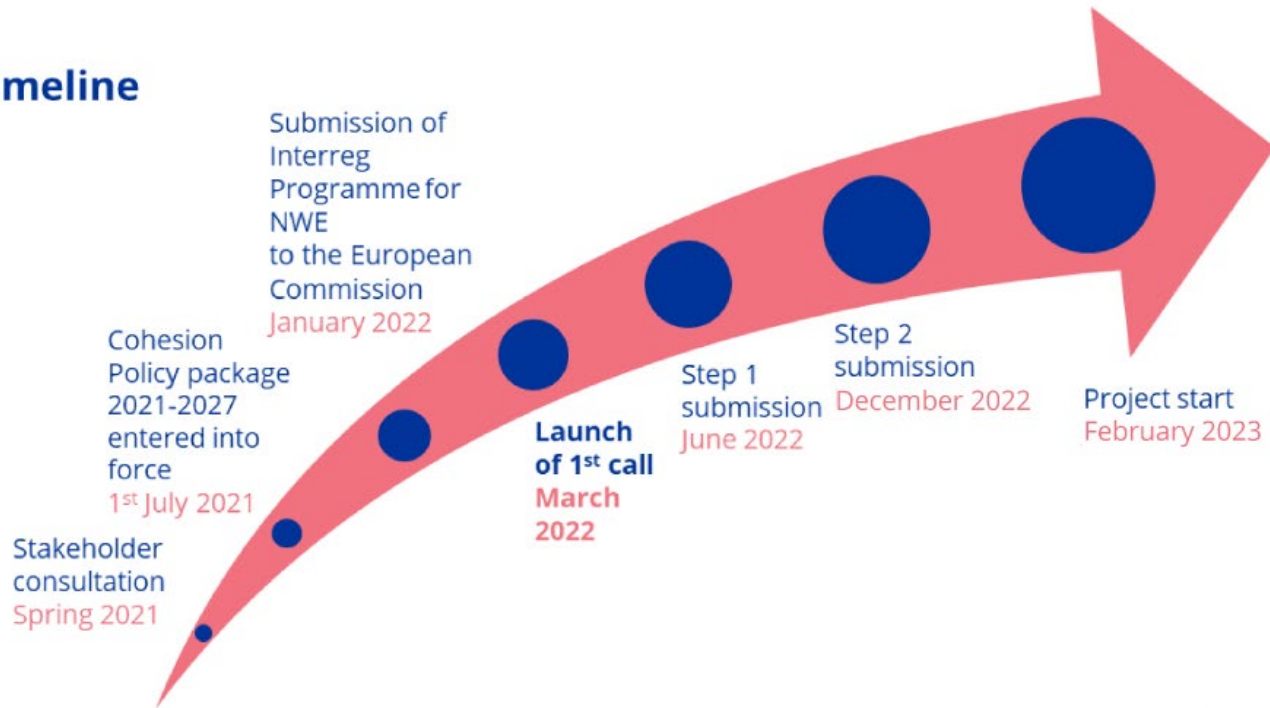 meline
Stakeholder
consultation
Spring 2021
Cohesion
Policy package
2021-2027
entered into
force
1st July 2021
Submission of
Interreg
Programme for
NWE
to the European
Commission
January 2022
Launch
of 1st call
March
2022
Step 1
submission
June 2022
Step 2
submission
December 2022
Project start
February 2023